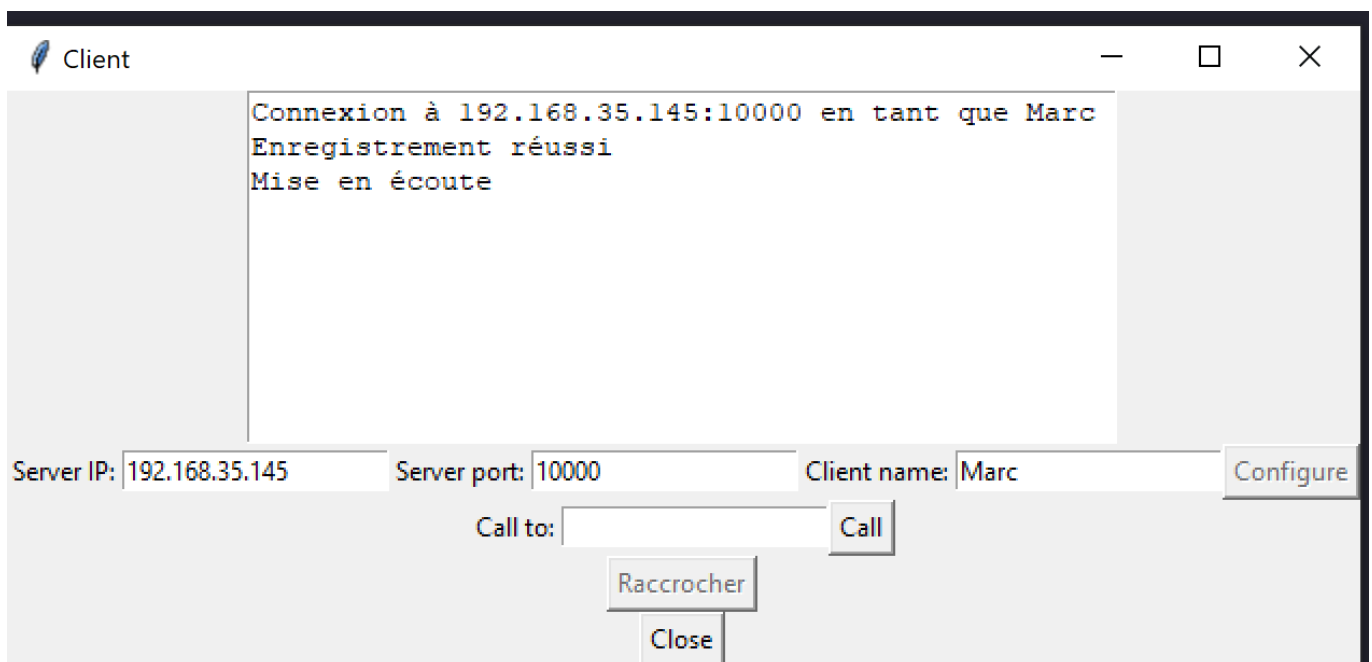 Client
Connexion à 192.168.35.145:10000 en tant que Marc
Enregistrement réussi
Mise en écoute
Server IP: 192.168.35.145 Server port: 10000 Client name: Marc Configure
Call to: Call
Raccrocher
Close